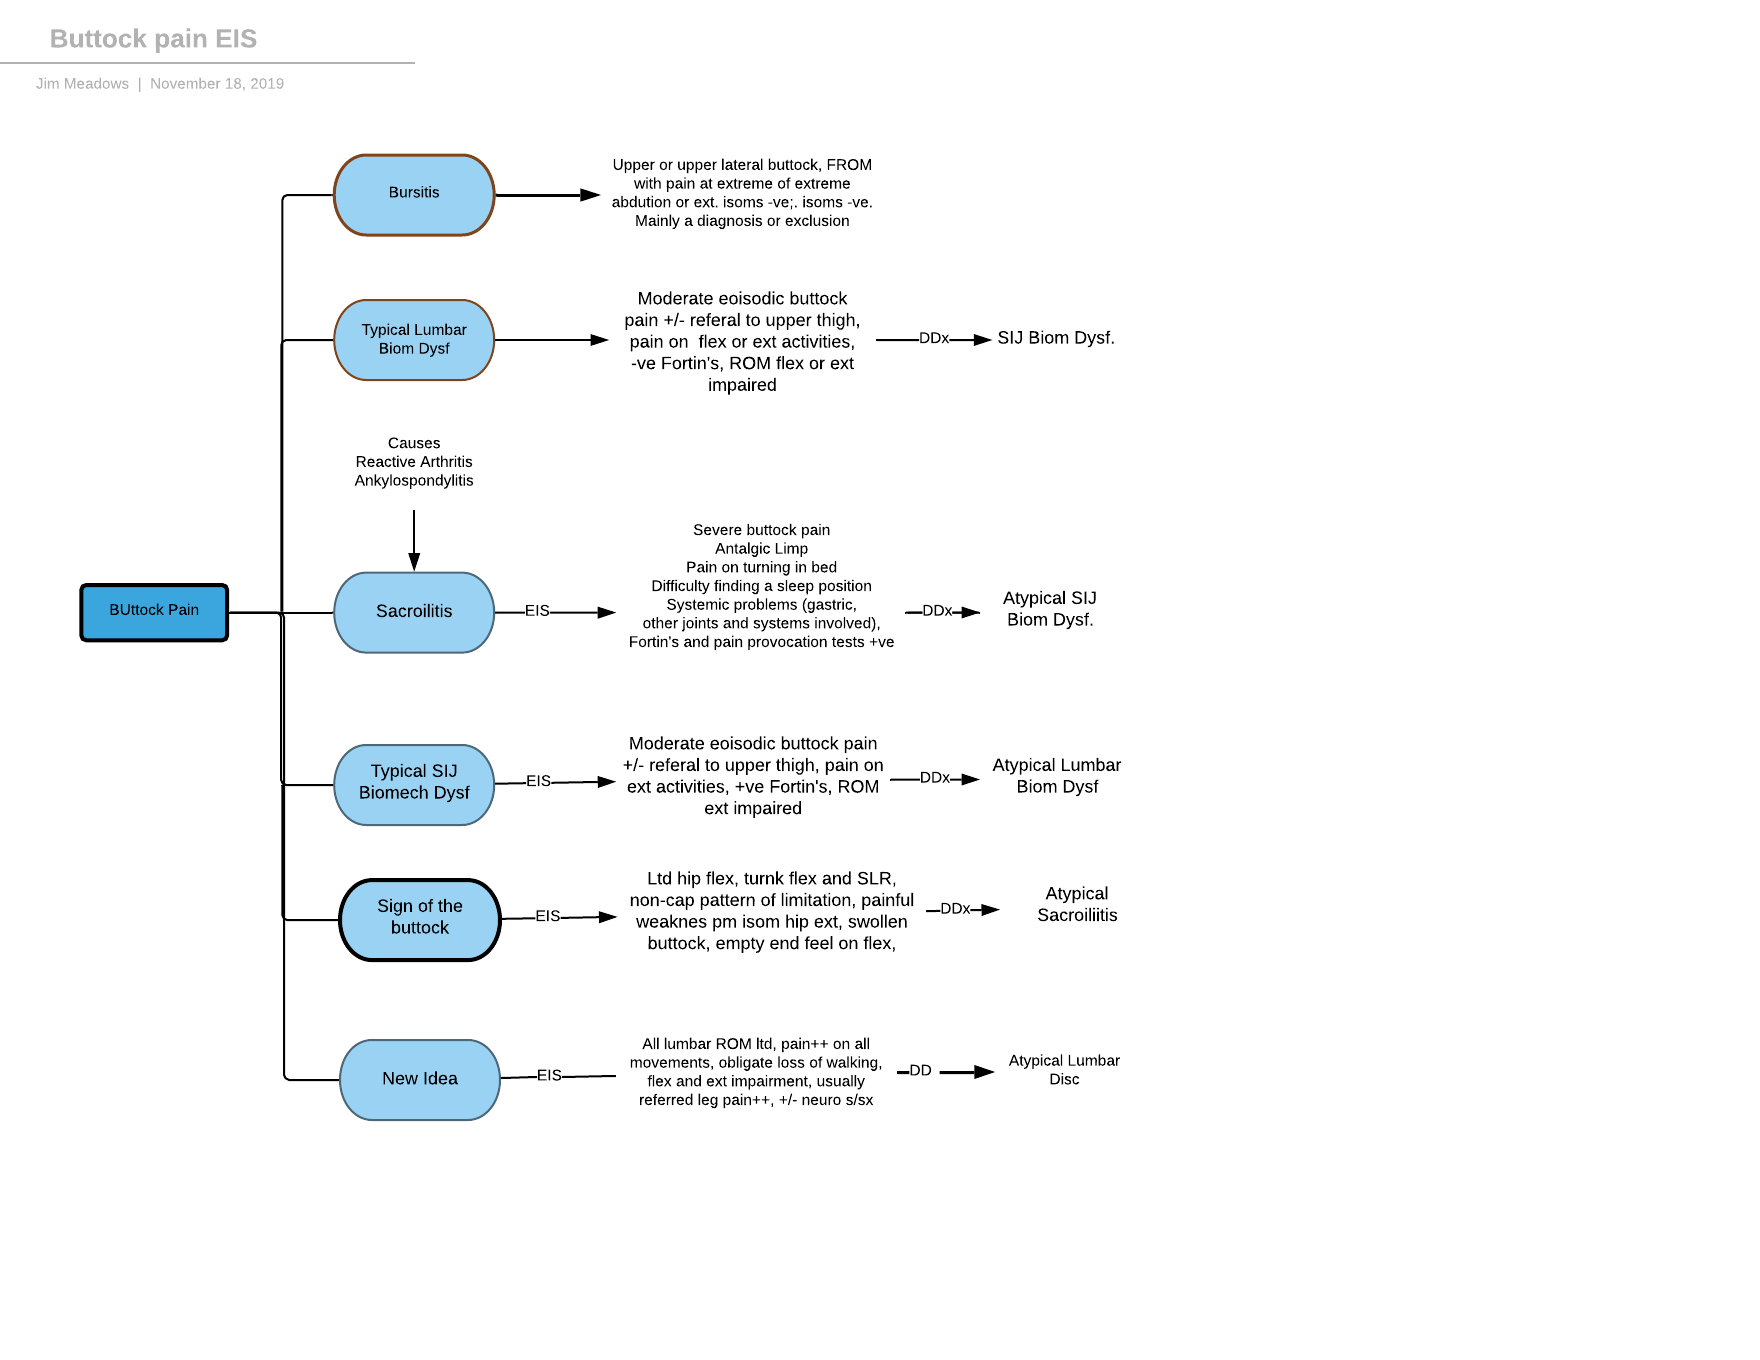 Buttock pain EIS
Jim Meadows | November 18, 2019
Bursitis
Upper or upper lateral buttock, FROM
with pain at extreme of extreme
abdution or ext. isoms -ve;. isoms -ve.
Mainly a diagnosis or exclusion
Typical Lumbar
Biom Dysf
Moderate eoisodic buttock
pain +/- referal to upper thigh,
pain on flex or ext activities,
-ve Fortin's, ROM flex or ext
impaired
DDx
SIJ Biom Dysf.
Causes
Reactive Arthritis
Ankylospondylitis
BUttock Pain
Sacroilitis
EIS
Severe buttock pain
Antalgic Limp
Pain on turning in bed
Difficulty finding a sleep position
Systemic problems (gastric,
other joints and systems involved),
Fortin's and pain provocation tests +ve
DDx
Atypical SIJ
Biom Dysf.
Typical SIJ
Biomech Dysf
EIS
Moderate eoisodic buttock pain
+/- referal to upper thigh, pain on
ext activities, +ve Fortin's, ROM
ext impaired
DDx
Atypical Lumbar
Biom Dysf
Sign of the
buttock
EIS
Ltd hip flex, turnk flex and SLR,
non-cap pattern of limitation, painful
weaknes pm isom hip ext, swollen
buttock, empty end feel on flex,
DDx
Atypical
Sacroiliitis
New Idea
EIS
All lumbar ROM ltd, pain++ on all
movements, obligate loss of walking,
flex and ext impairment, usually
referred leg pain++, +/- neuro s/sx
DD
Atypical Lumbar
Disc